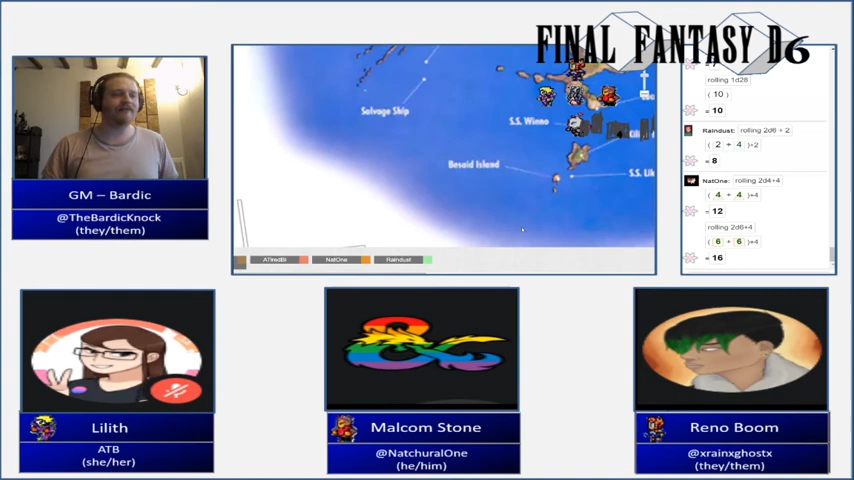 FINAL FANTASY D6
Salvage Ship
S.S. Winno
Besaid Island
ATiredBi
NatOne
Raindust
rolling 1d28
( 10 )
= 10
Raindust: rolling 2d6 + 2
( 2 + 4 )+2
= 8
NatOne: rolling 2d4+4
( 4 + 4 )+4
= 12
rolling 2d6+4
( 6 + 6 )+4
= 16
GM – Bardic
@TheBardicKnock
(they/them)
Lilith
ATB
(she/her)
Malcom Stone
@NatchuralOne
(he/him)
Reno Boom
@xrainxghostx
(they/them)